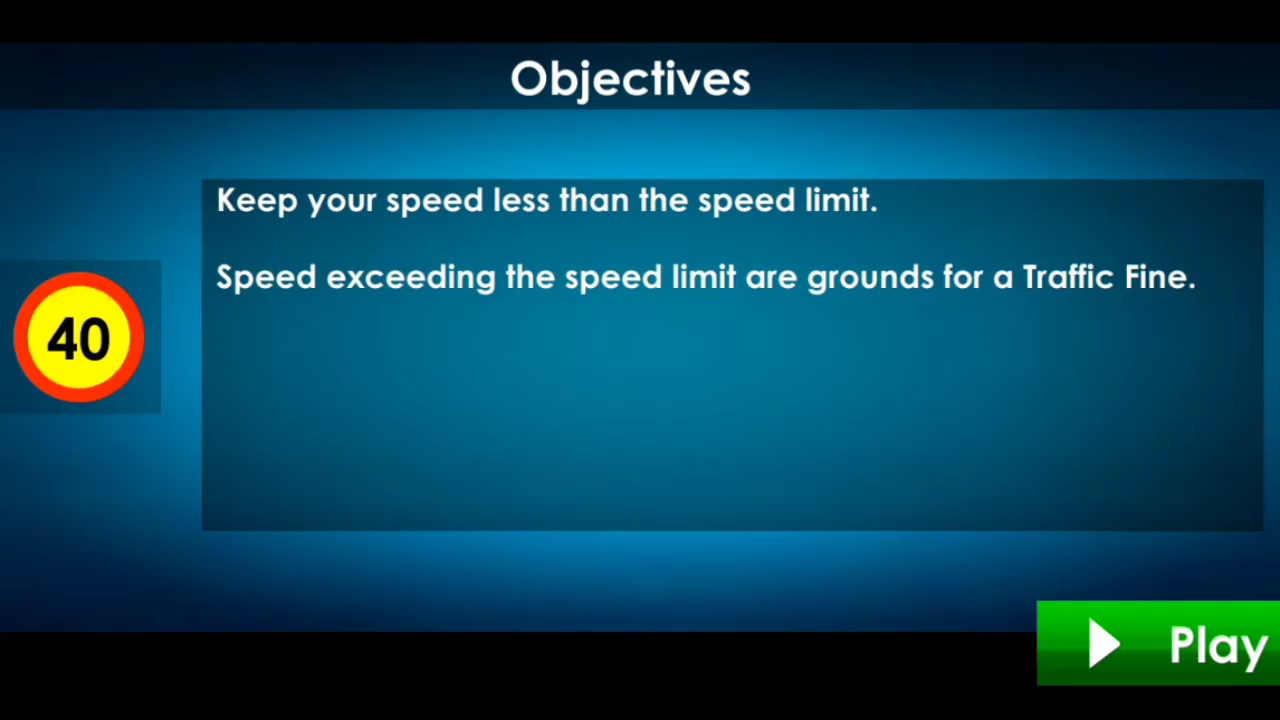 Objectives
Keep your speed less than the speed limit.
Speed exceeding the speed limit are grounds for a Traffic Fine.
40
Play